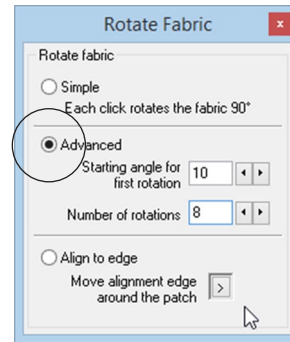 Rotate Fabric
x
Rotate fabric
Simple
Each click rotates the fabric 90°
Advanced
Starting angle for 10
first rotation
Number of rotations 8
Align to edge
Move alignment edge >
around the patch